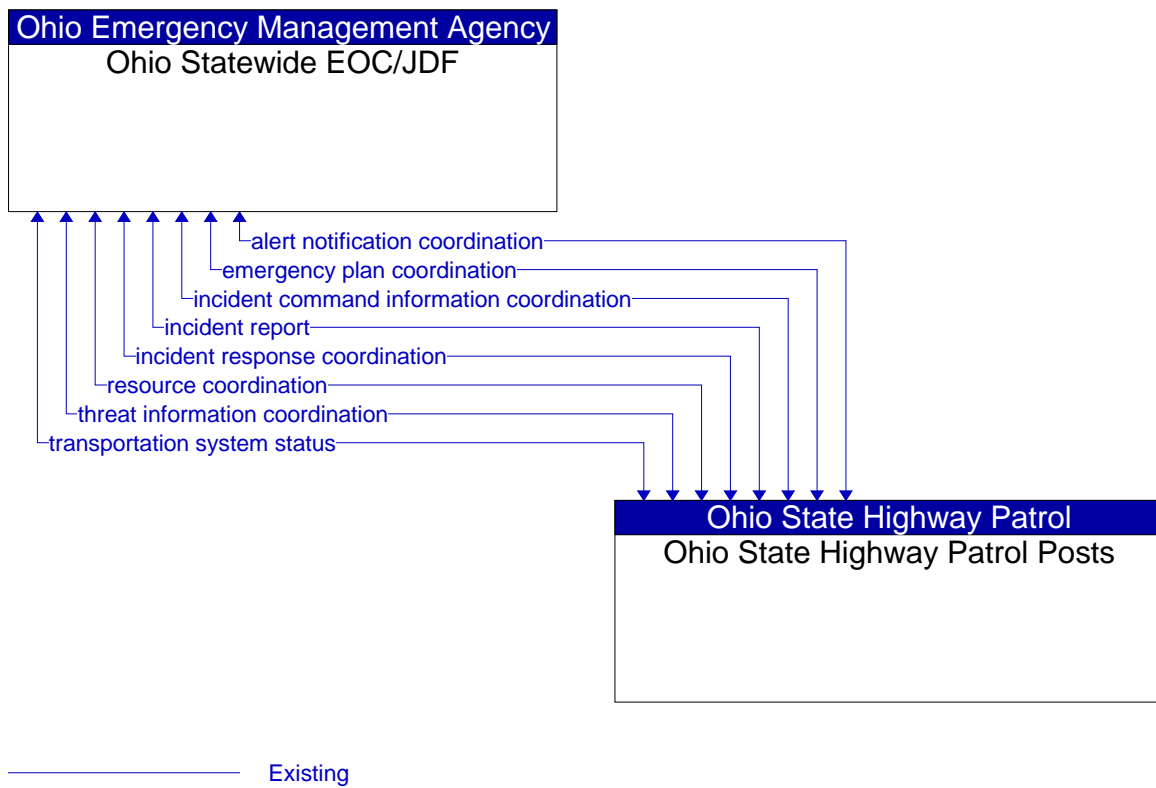 Ohio Emergency Management Agency
Ohio Statewide EOC/JDF
alert notification coordination
emergency plan coordination
incident command information coordination
incident report
incident response coordination
resource coordination
threat information coordination
transportation system status
Ohio State Highway Patrol
Ohio State Highway Patrol Posts
Existing